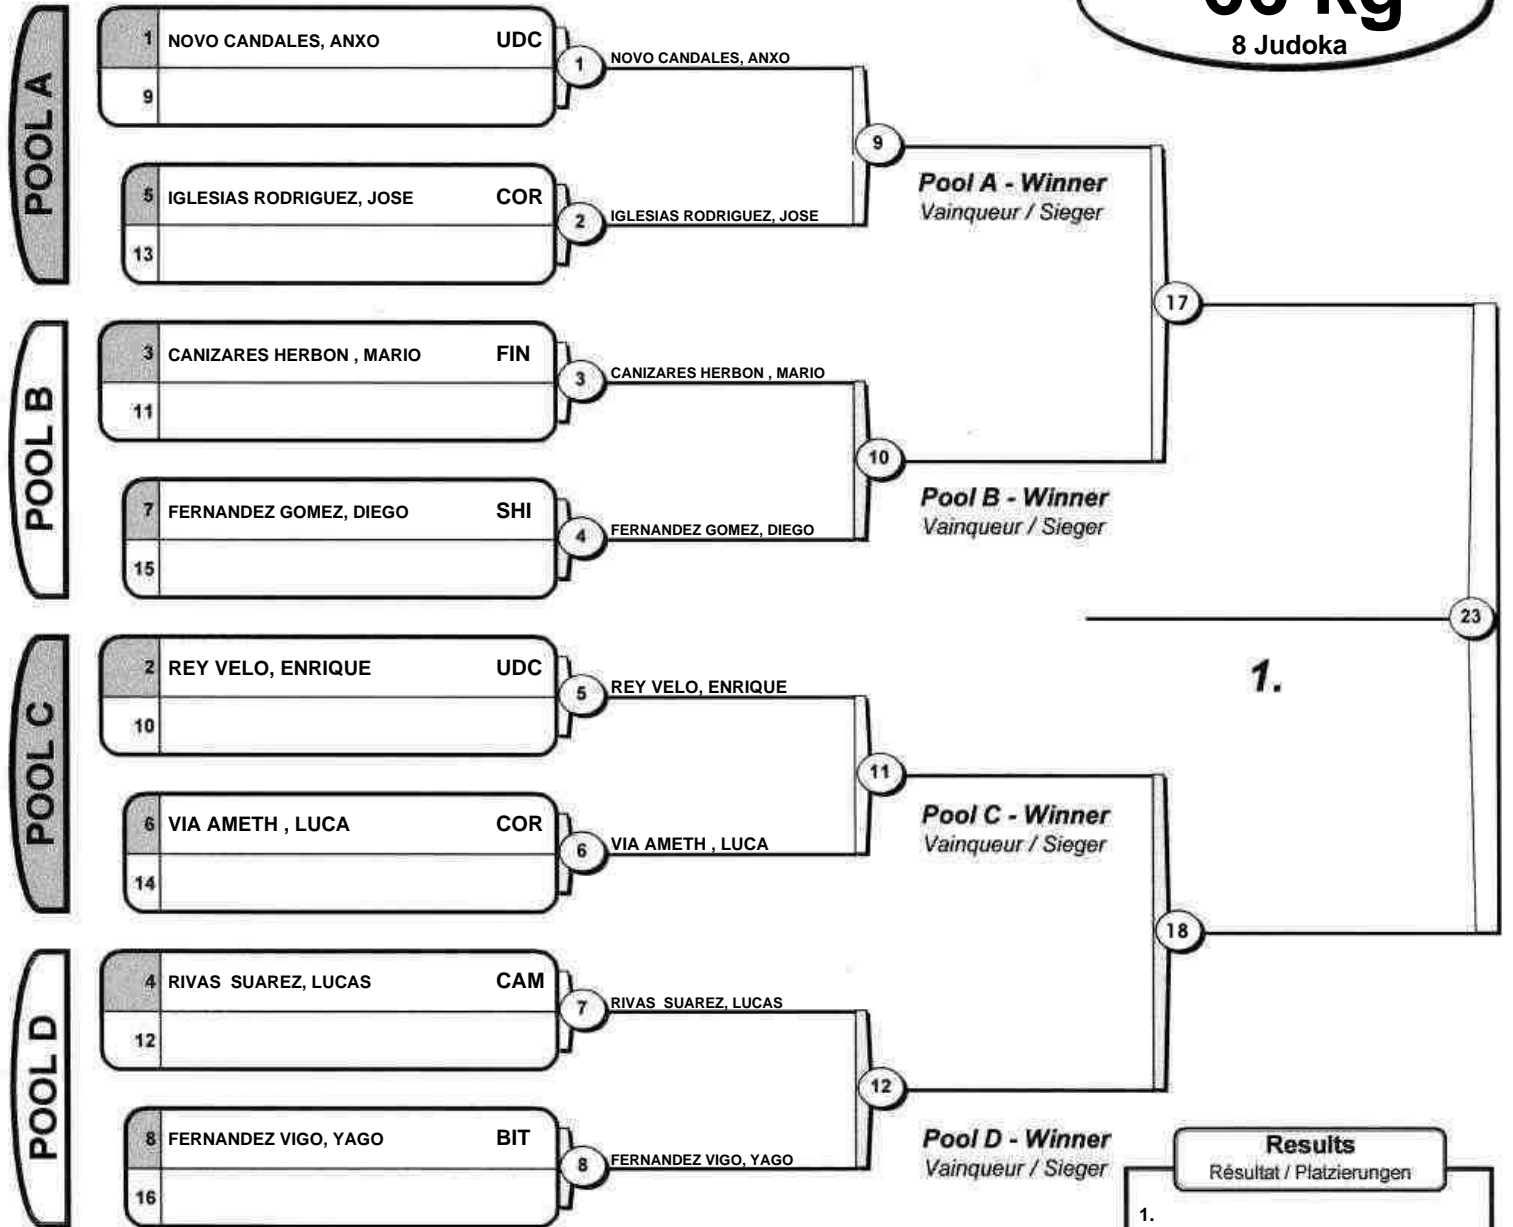 kg
8 Judoka
POOL A
1 NOVO CANDALES, ANXO UDC
9
1 NOVO CANDALES, ANXO
5 IGLESIAS RODRIGUEZ, JOSE COR
13
2 IGLESIAS RODRIGUEZ, JOSE
9
Pool A - Winner
Vainqueur / Sieger
17
POOL B
3 CANIZARES HERBON , MARIO FIN
11
3 CANIZARES HERBON , MARIO
7 FERNANDEZ GOMEZ, DIEGO SHI
15
4 FERNANDEZ GOMEZ, DIEGO
10
Pool B - Winner
Vainqueur / Sieger
23
1.
POOL C
2 REY VELO, ENRIQUE UDC
10
5 REY VELO, ENRIQUE
6 VIA AMETH , LUCA COR
14
6 VIA AMETH , LUCA
11
Pool C - Winner
Vainqueur / Sieger
18
POOL D
4 RIVAS SUAREZ, LUCAS CAM
12
7 RIVAS SUAREZ, LUCAS
8 FERNANDEZ VIGO, YAGO BIT
16
8 FERNANDEZ VIGO, YAGO
12
Pool D - Winner
Vainqueur / Sieger
Results
Résultat / Platzierungen
1.